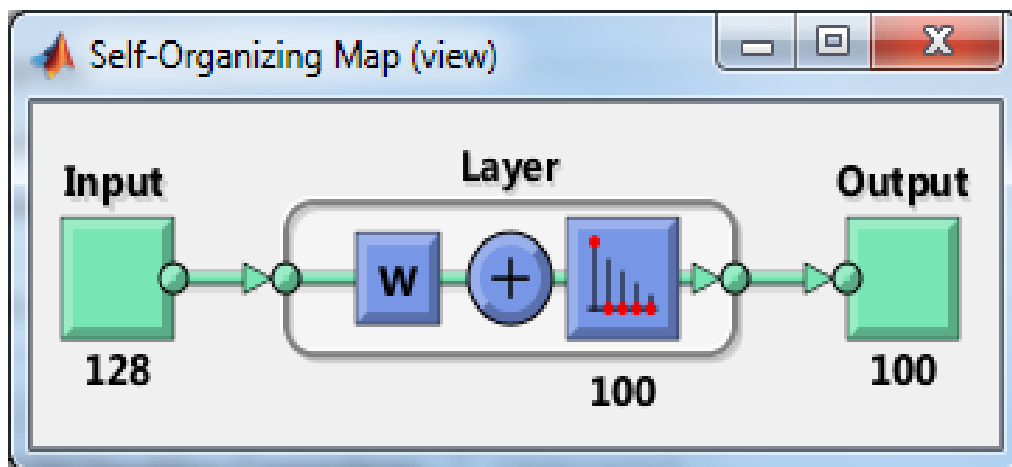 Self-Organizing Map (view)
Input
Layer
Output
W
+
128
100
100